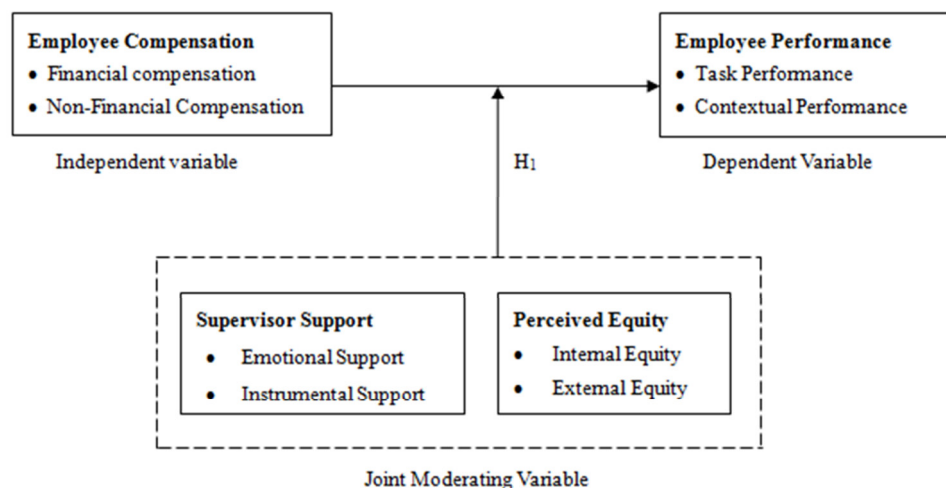 Employee Compensation
• Financial compensation
• Non-Financial Compensation
Independent variable
Employee Performance
• Task Performance
• Contextual Performance
Dependent Variable
H₁
Supervisor Support
• Emotional Support
• Instrumental Support
Perceived Equity
• Internal Equity
• External Equity
Joint Moderating Variable